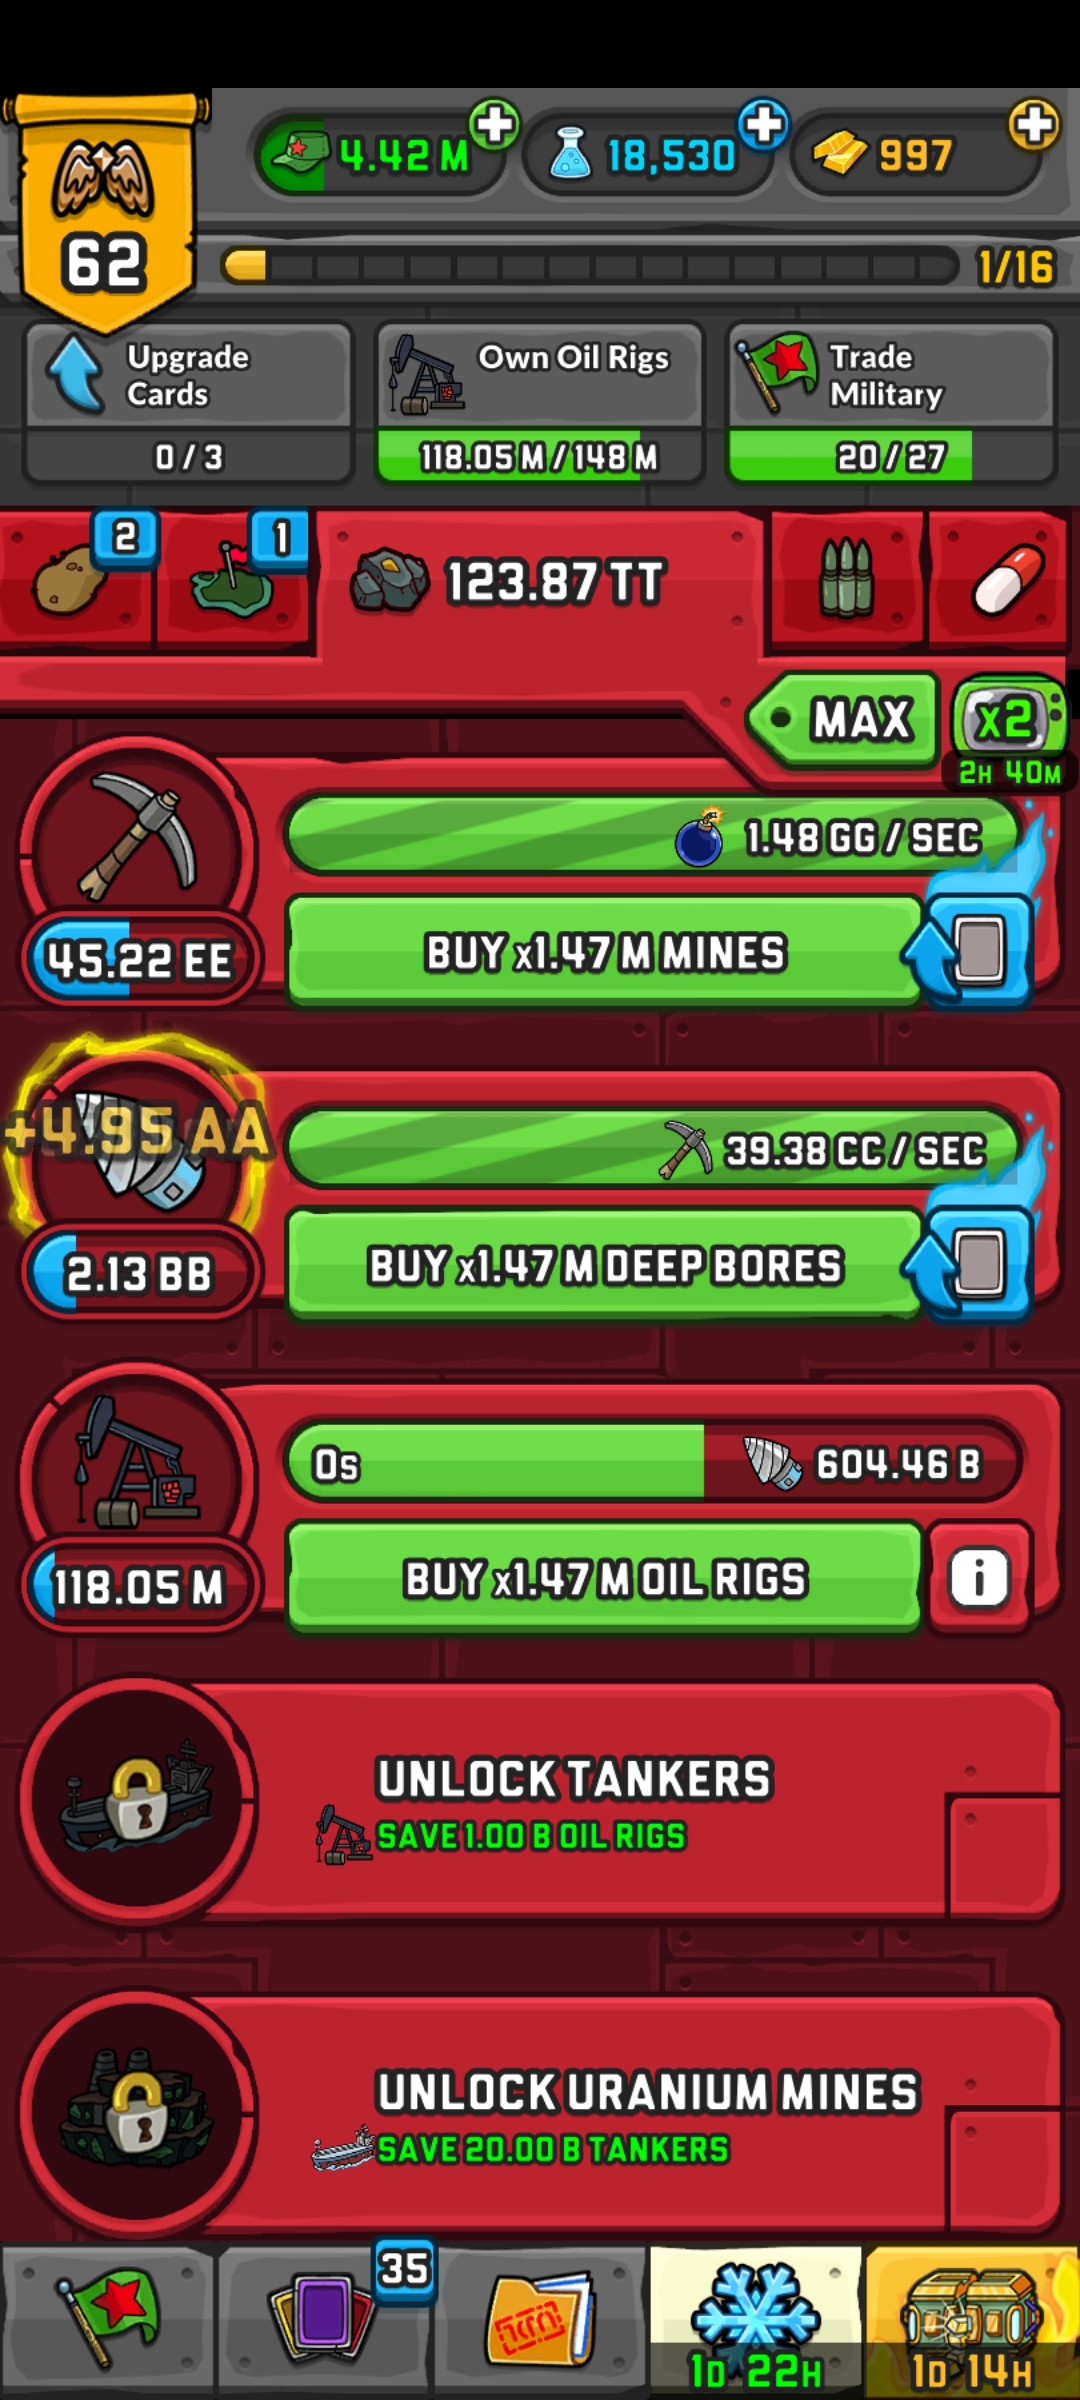 4.42 M
18,530
997
62
1/16
Upgrade
Cards
0 / 3
Own Oil Rigs
118.05 M / 148 M
Trade
Military
20 / 27
2
1
123.87 TT
MAX
x2
2H 40M
1.48 GG / SEC
45.22 EE
BUY x1.47 M MINES
+4.95 AA
39.38 CC / SEC
2.13 BB
BUY x1.47 M DEEP BORES
0s
604.46 B
118.05 M
BUY x1.47 M OIL RIGS
i
UNLOCK TANKERS
SAVE 1.00 B OIL RIGS
UNLOCK URANIUM MINES
SAVE 20.00 B TANKERS
35
1D 22H
1D 14H